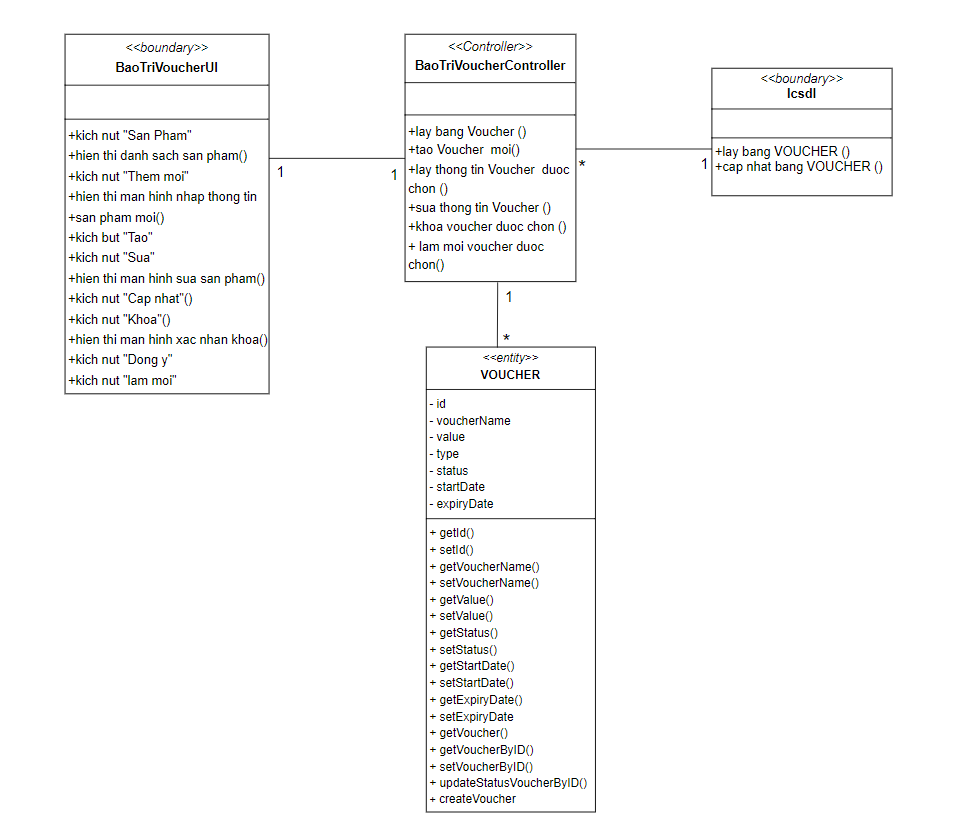 <<boundary>>
BaoTriVoucherUI
+kich nut "San Pham"
+hien thi danh sach san pham()
+kich nut "Them moi"
+hien thi man hinh nhap thong tin
+san pham moi()
+kich but "Tao"
+kich nut "Sua"
+hien thi man hinh sua san pham()
+kich nut "Cap nhat"()
+kich nut "Khoa"()
+hien thi man hinh xac nhan khoa()
+kich nut "Dong y"
+kich nut "lam moi"
1
1
<<Controller>>
BaoTriVoucherController
+lay bang Voucher ()
+tao Voucher  moi()
+lay thong tin Voucher  duoc
chon ()
+sua thong tin Voucher ()
+khoa voucher duoc chon ()
+ lam moi voucher duoc
chon()
*
1
<<boundary>>
Icsdl
+lay bang VOUCHER ()
+cap nhat bang VOUCHER ()
1
*
<<entity>>
VOUCHER
- id
- voucherName
- value
- type
- status
- startDate
- expiryDate
+ getId()
+ setId()
+ getVoucherName()
+ setVoucherName()
+ getValue()
+ setValue()
+ getStatus()
+ setStatus()
+ getStartDate()
+ setStartDate()
+ getExpiryDate()
+ setExpiryDate
+ getVoucher()
+ getVoucherByID()
+ setVoucherByID()
+ updateStatusVoucherByID()
+ createVoucher